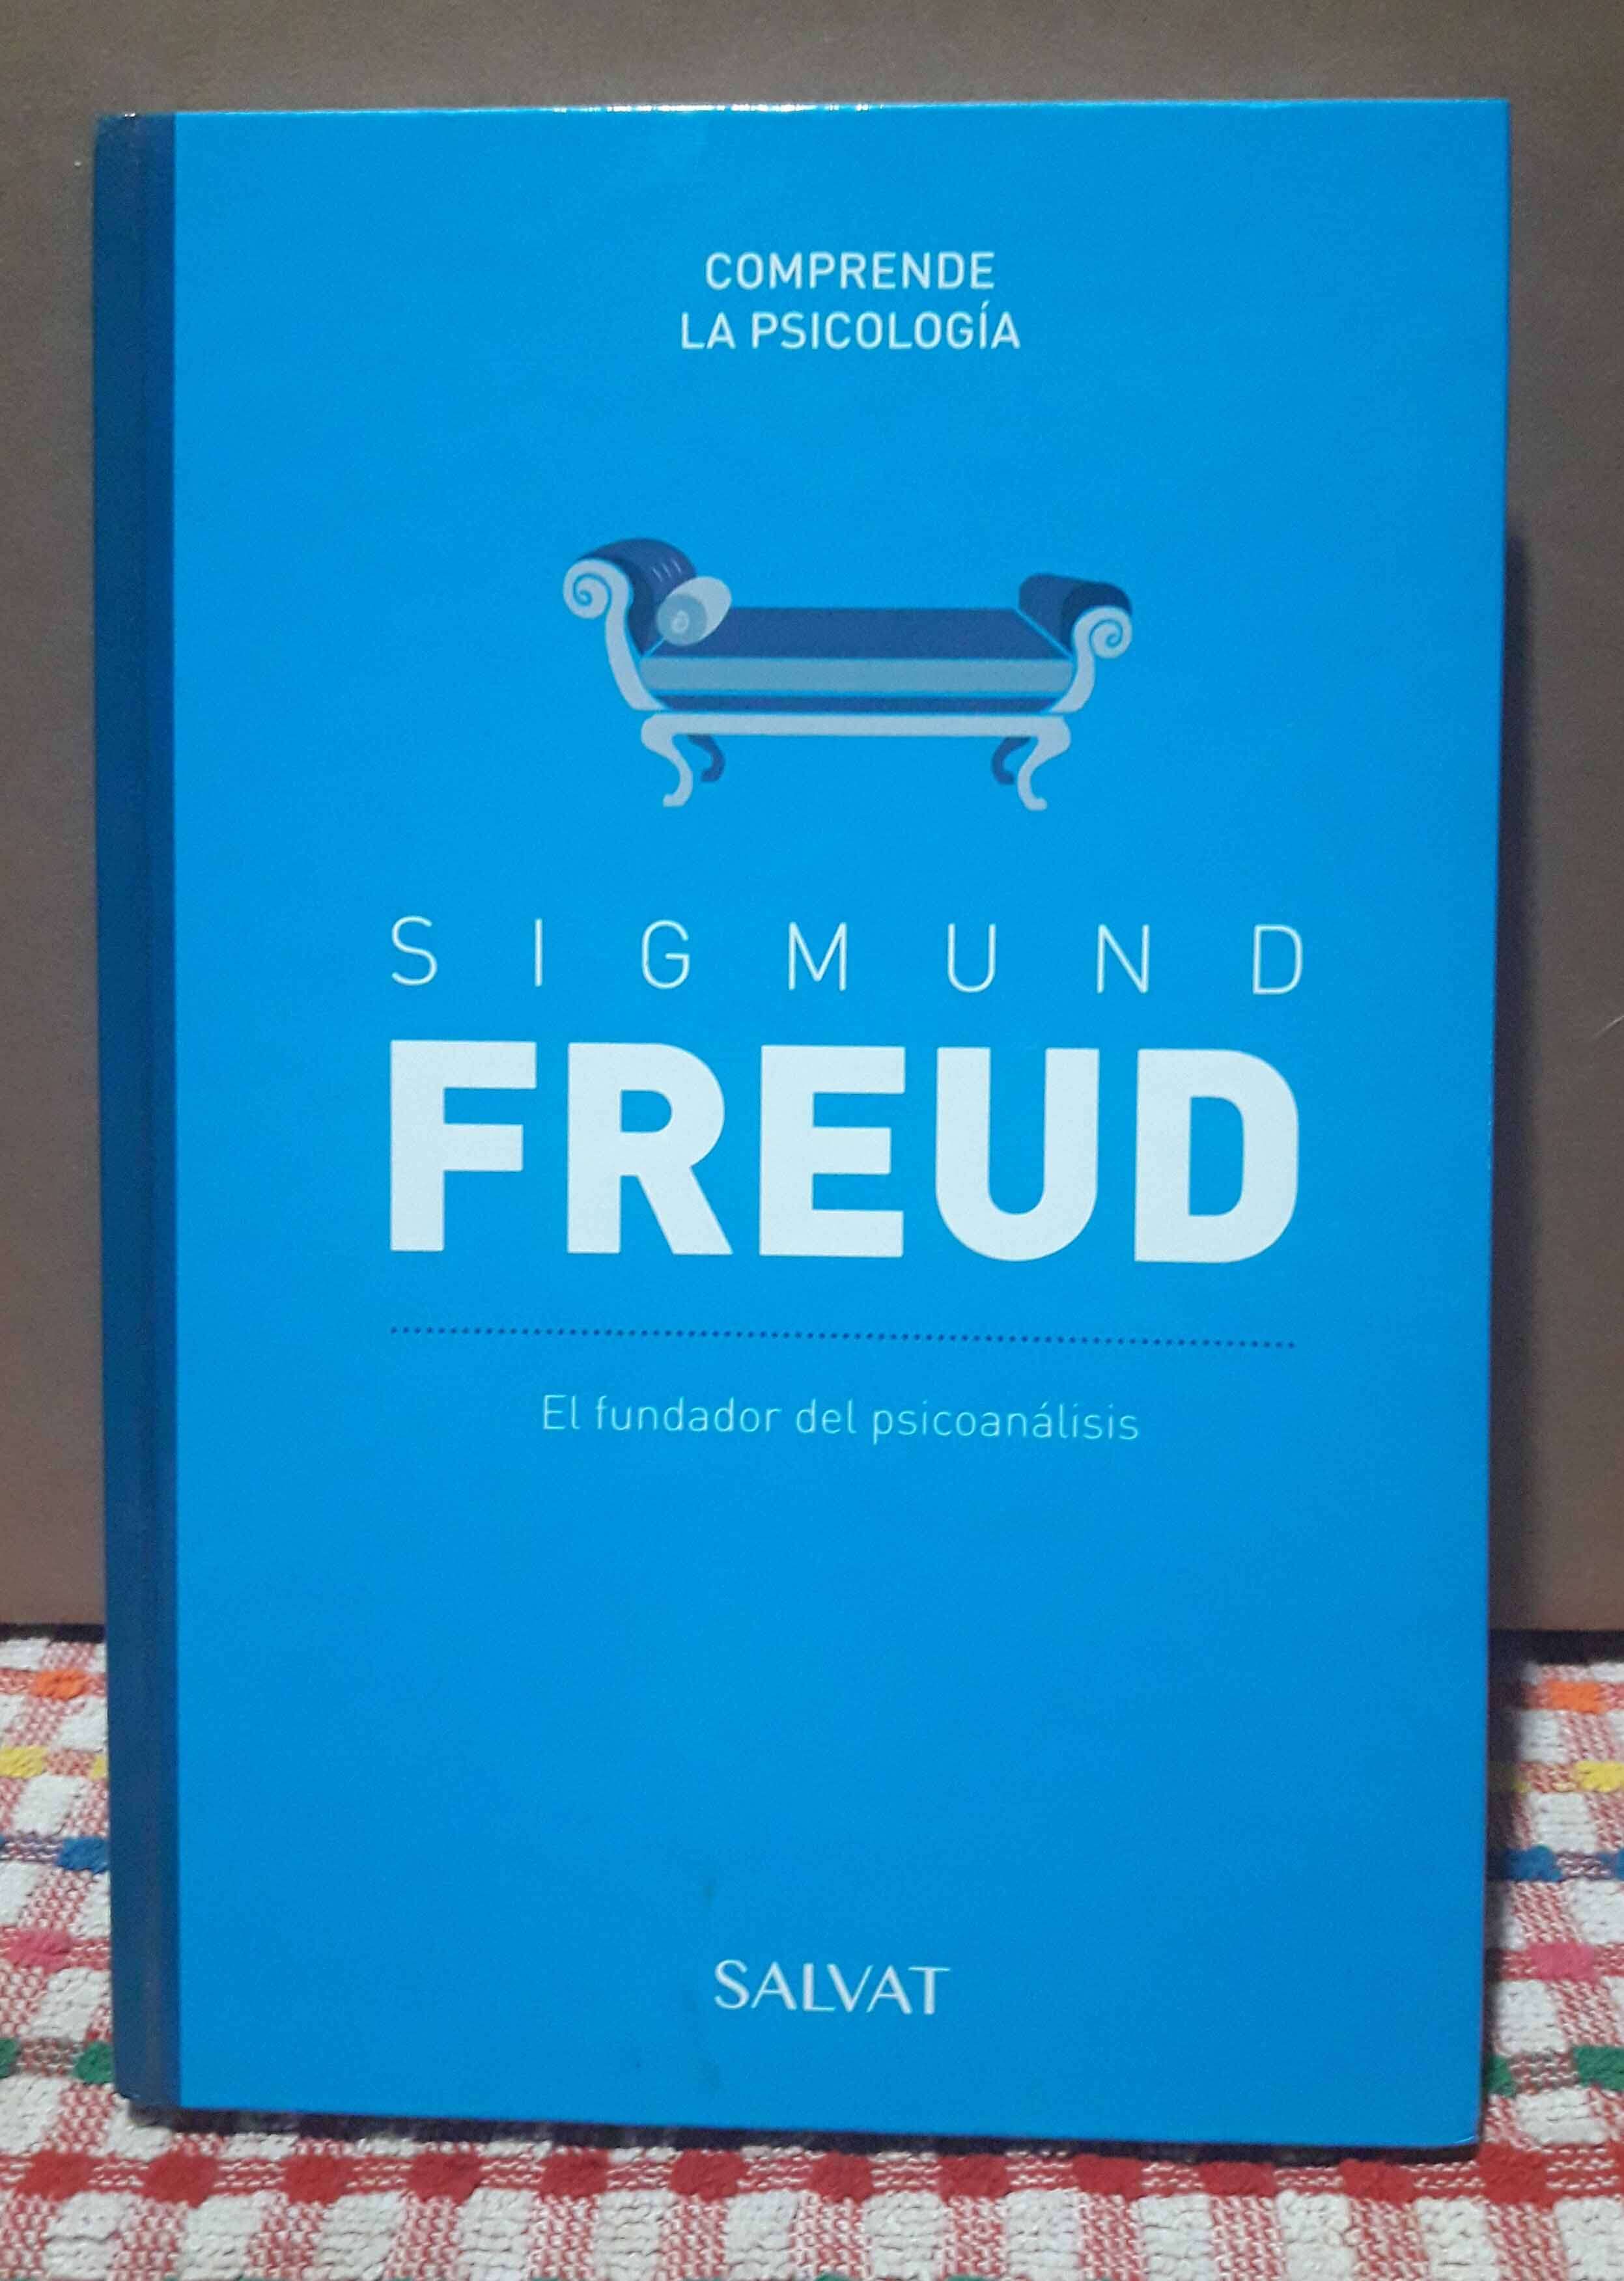 COMPRENDE
LA PSICOLOGÍA
SIGMUND
FREUD
El fundador del psicoanálisis
SALVAT